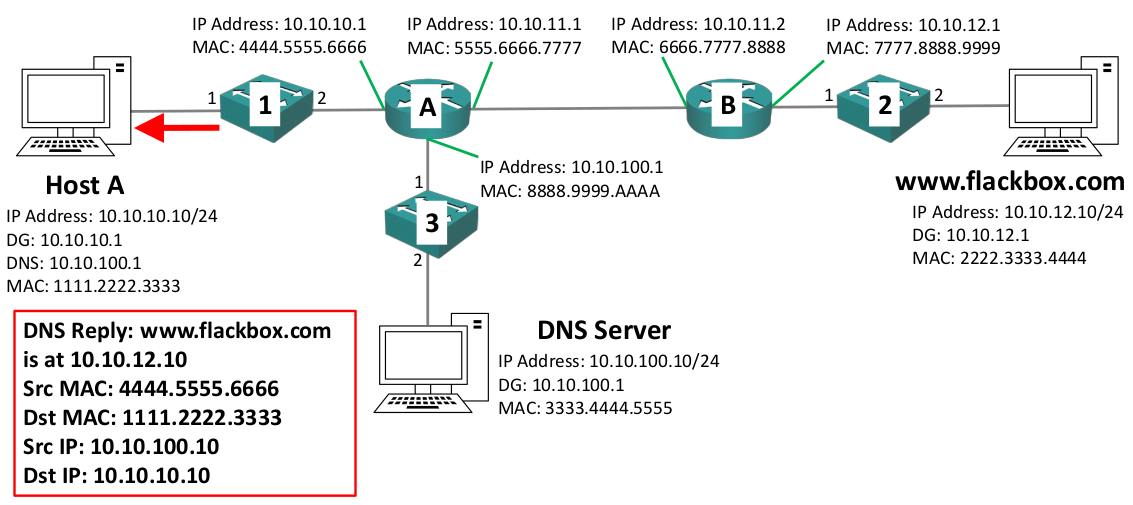 IP Address: 10.10.10.1
MAC: 4444.5555.6666
IP Address: 10.10.11.1
MAC: 5555.6666.7777
IP Address: 10.10.11.2
MAC: 6666.7777.8888
IP Address: 10.10.12.1
MAC: 7777.8888.9999
1
1
2
A
B
1
2
2
Host A
IP Address: 10.10.10.10/24
DG: 10.10.10.1
DNS: 10.10.100.1
MAC: 1111.2222.3333
IP Address: 10.10.100.1
MAC: 8888.9999.AAAA
www.flackbox.com
IP Address: 10.10.12.10/24
DG: 10.10.12.1
MAC: 2222.3333.4444
1
3
2
DNS Server
IP Address: 10.10.100.10/24
DG: 10.10.100.1
MAC: 3333.4444.5555
DNS Reply: www.flackbox.com
is at 10.10.12.10
Src MAC: 4444.5555.6666
Dst MAC: 1111.2222.3333
Src IP: 10.10.100.10
Dst IP: 10.10.10.10